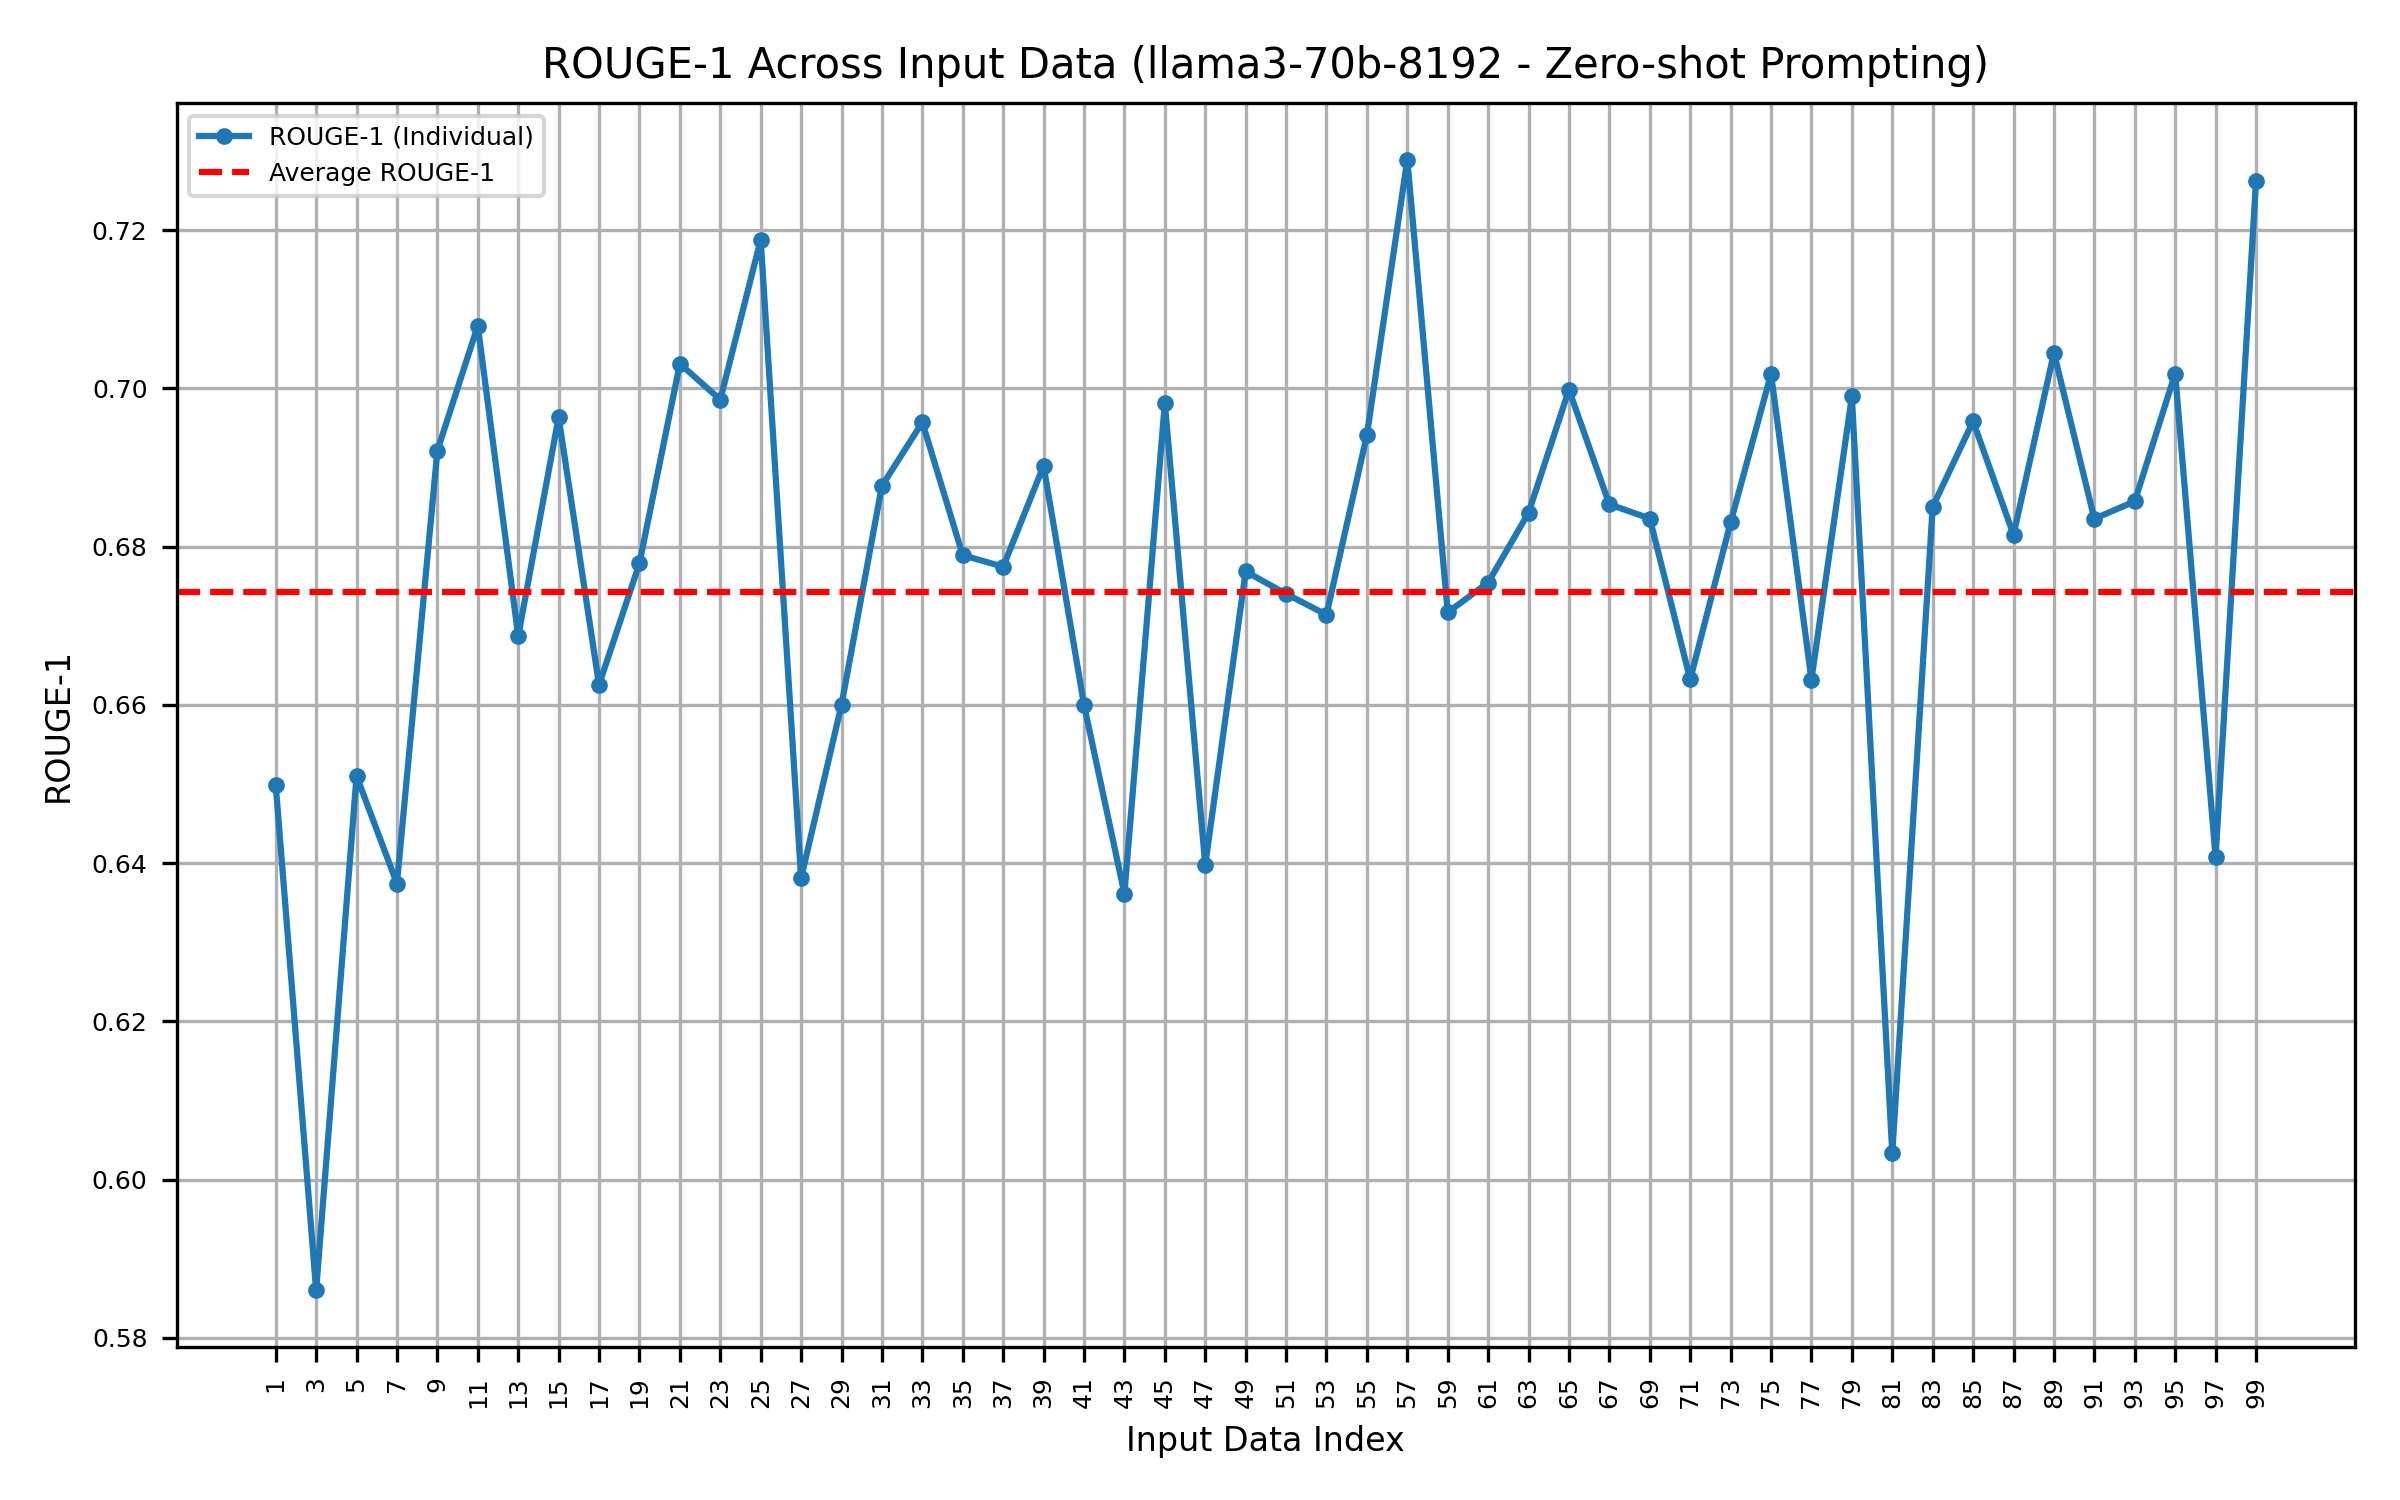 ROUGE-1 Across Input Data (llama3-70b-8192 - Zero-shot Prompting)
ROUGE-1 (Individual)
Average ROUGE-1
0.72
0.70
0.68
0.66
0.64
0.62
0.60
0.58
ROUGE-1
1 3 5 7 9 11 13 15 17 19 21 23 25 27 29 31 33 35 37 39 41 43 45 47 49 51 53 55 57 59 61 63 65 67 69 71 73 75 77 79 81 83 85 87 89 91 93 95 97 99
Input Data Index